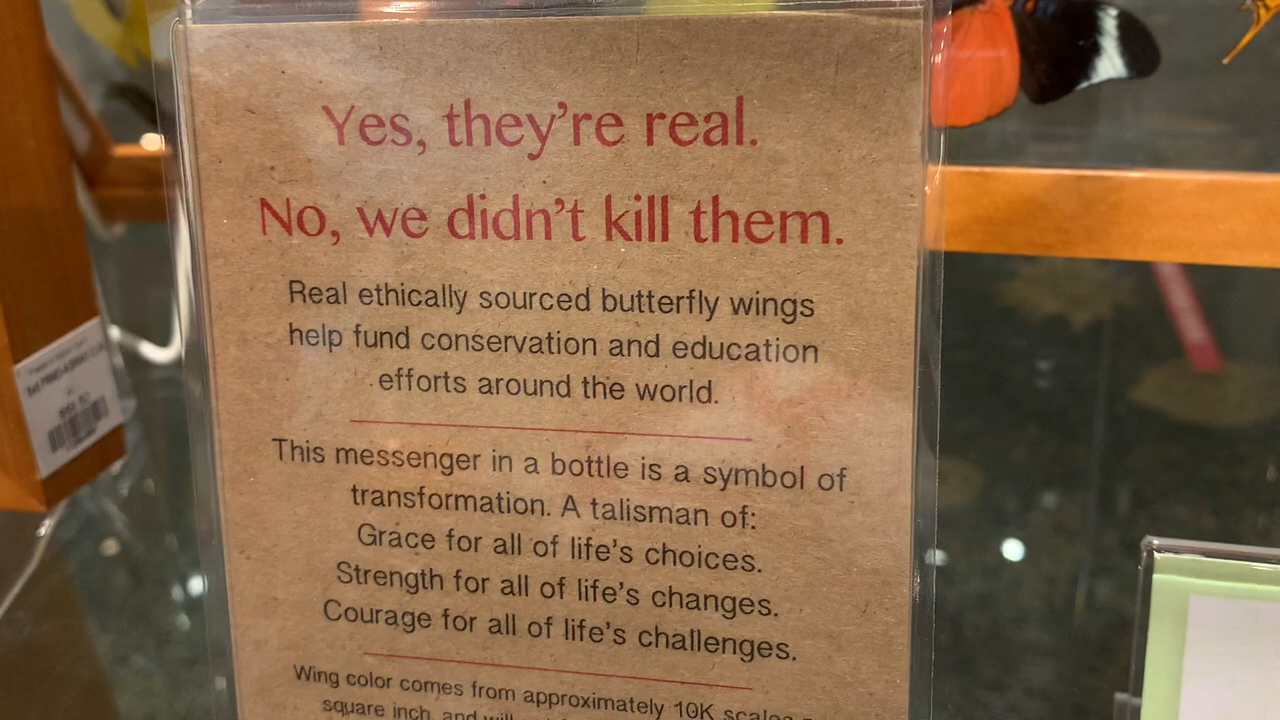 Yes, they're real.
No, we didn't kill them.
Real ethically sourced butterfly wings
help fund conservation and education
efforts around the world.
This messenger in a bottle is a symbol of
transformation. A talisman of:
Grace for all of life's choices.
Strength for all of life's changes.
Courage for all of life's challenges.
Wing color comes from approximately 10K scales
square inch and will